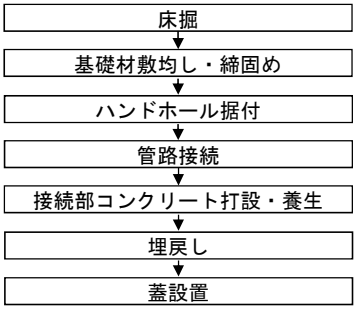 床掘
基礎材敷均し・締固め
ハンドホール据付
管路接続
接続部コンクリート打設・養生
埋戻し
蓋設置